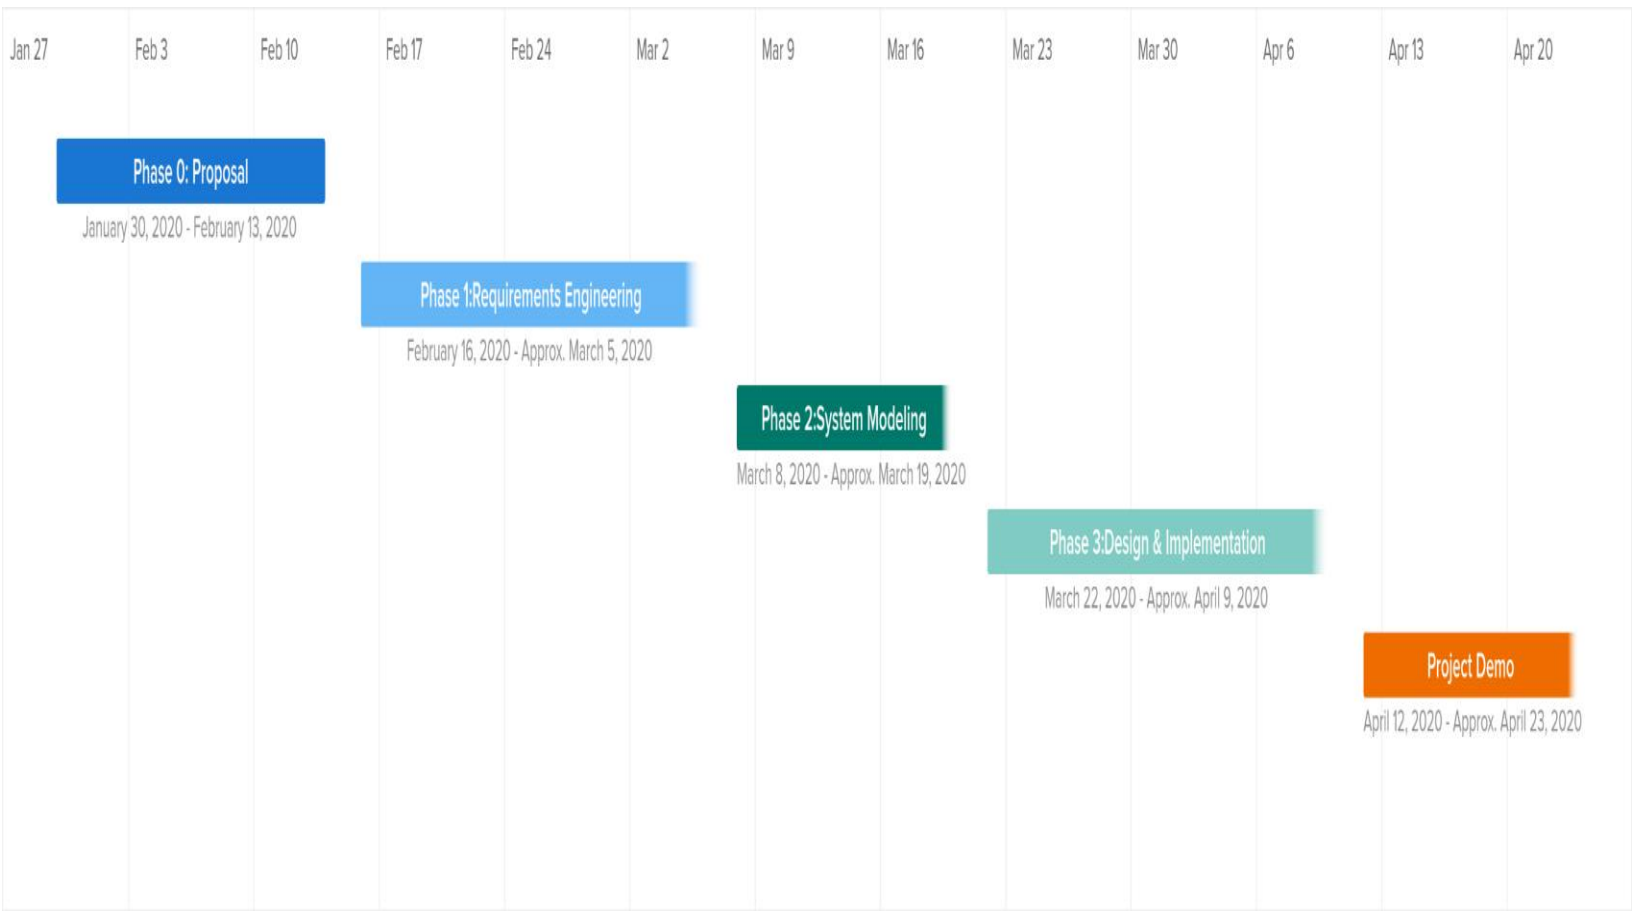 Jan 27 Feb 3 Feb 10 Feb 17 Feb 24 Mar 2 Mar 9 Mar 16 Mar 23 Mar 30 Apr 6 Apr 13 Apr 20
Phase 0: Proposal
January 30, 2020 - February 13, 2020
Phase 1:Requirements Engineering
February 16, 2020 - Approx. March 5, 2020
Phase 2:System Modeling
March 8, 2020 - Approx. March 19, 2020
Phase 3:Design & Implementation
March 22, 2020 - Approx. April 9, 2020
Project Demo
April 12, 2020 - Approx. April 23, 2020